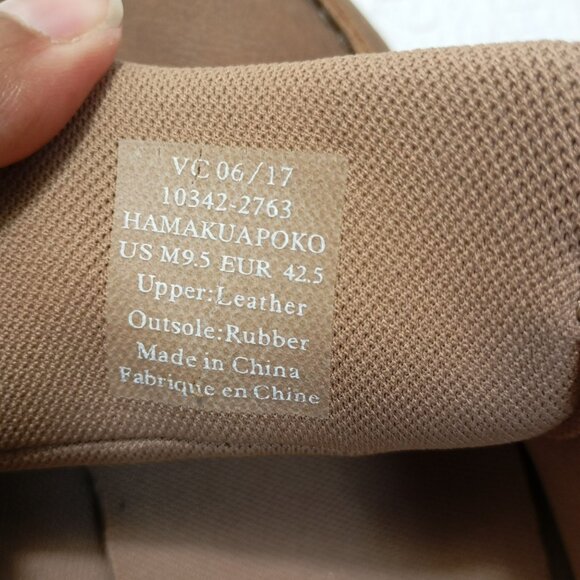 VC 06/17
10342-2763
HAMAKUAPOKO
US M9.5 EUR 42.5
Upper:Leather
Outsole:Rubber
Made in China
Fabrique en Chine